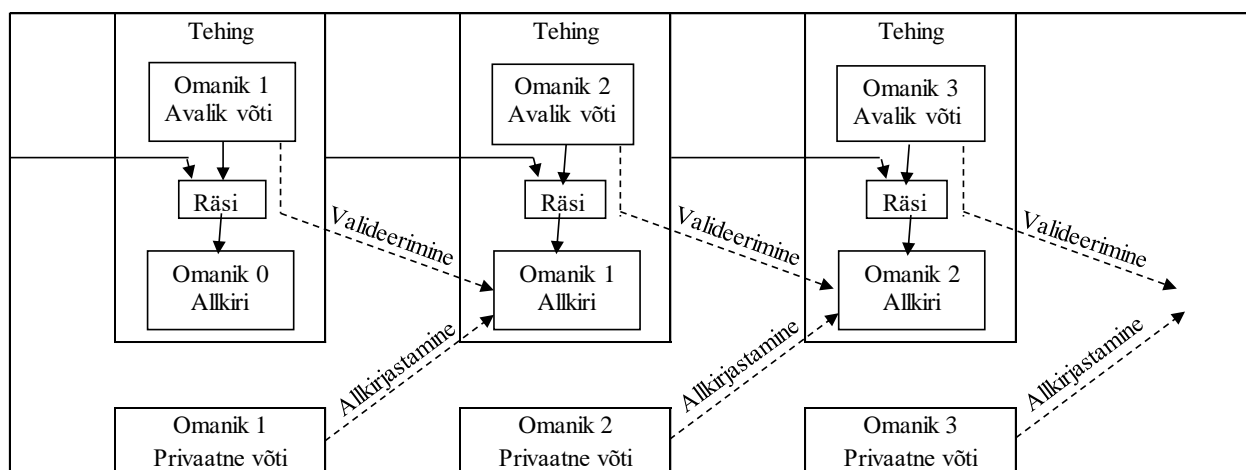 Tehing
Omanik 1
Avalik võti
Räsi
Omanik 0
Allkiri
Tehing
Omanik 2
Avalik võti
Räsi
Omanik 1
Allkiri
Tehing
Omanik 3
Avalik võti
Räsi
Omanik 2
Allkiri
Valideerimine
Valideerimine
Valideerimine
Allkirjastamine
Allkirjastamine
Allkirjastamine
Omanik 1
Privaatne võti
Omanik 2
Privaatne võti
Omanik 3
Privaatne võti